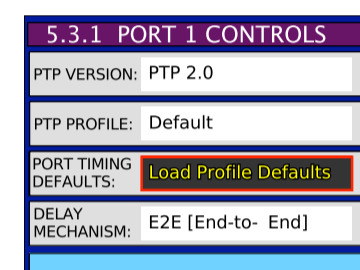 5.3.1 PORT 1 CONTROLS
PTP VERSION: PTP 2.0
PTP PROFILE: Default
PORT TIMING
DEFAULTS: Load Profile Defaults
DELAY
MECHANISM: E2E [End-to- End]